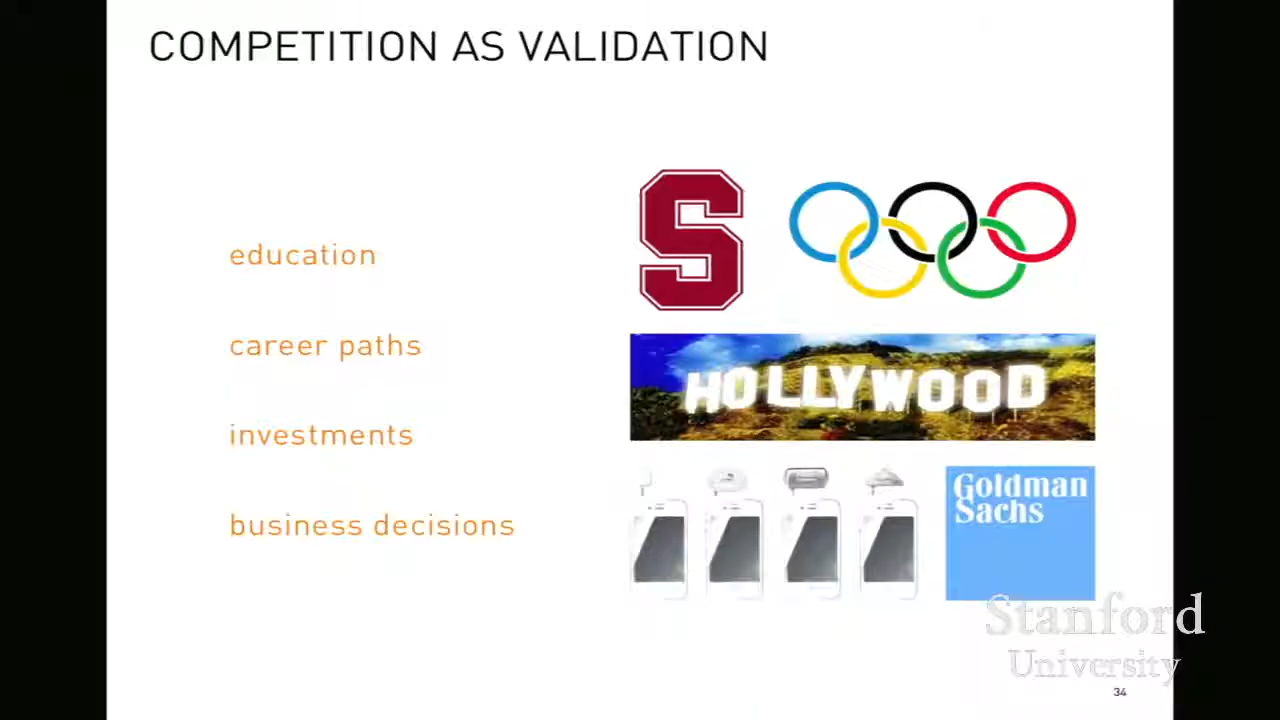 COMPETITION AS VALIDATION
education
career paths
investments
business decisions
S
HOLLYWOOD
Goldman
Sachs
Stanford
University
34